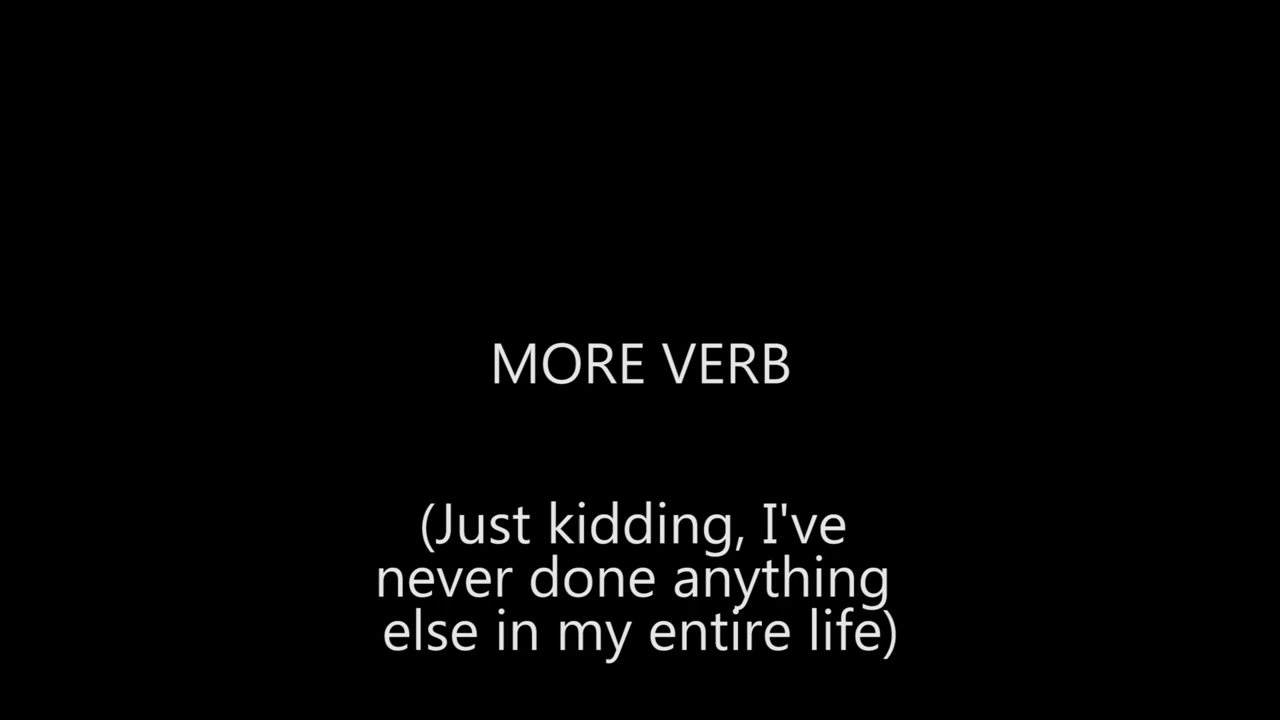 MORE VERB
(Just kidding, I've
never done anything
else in my entire life)